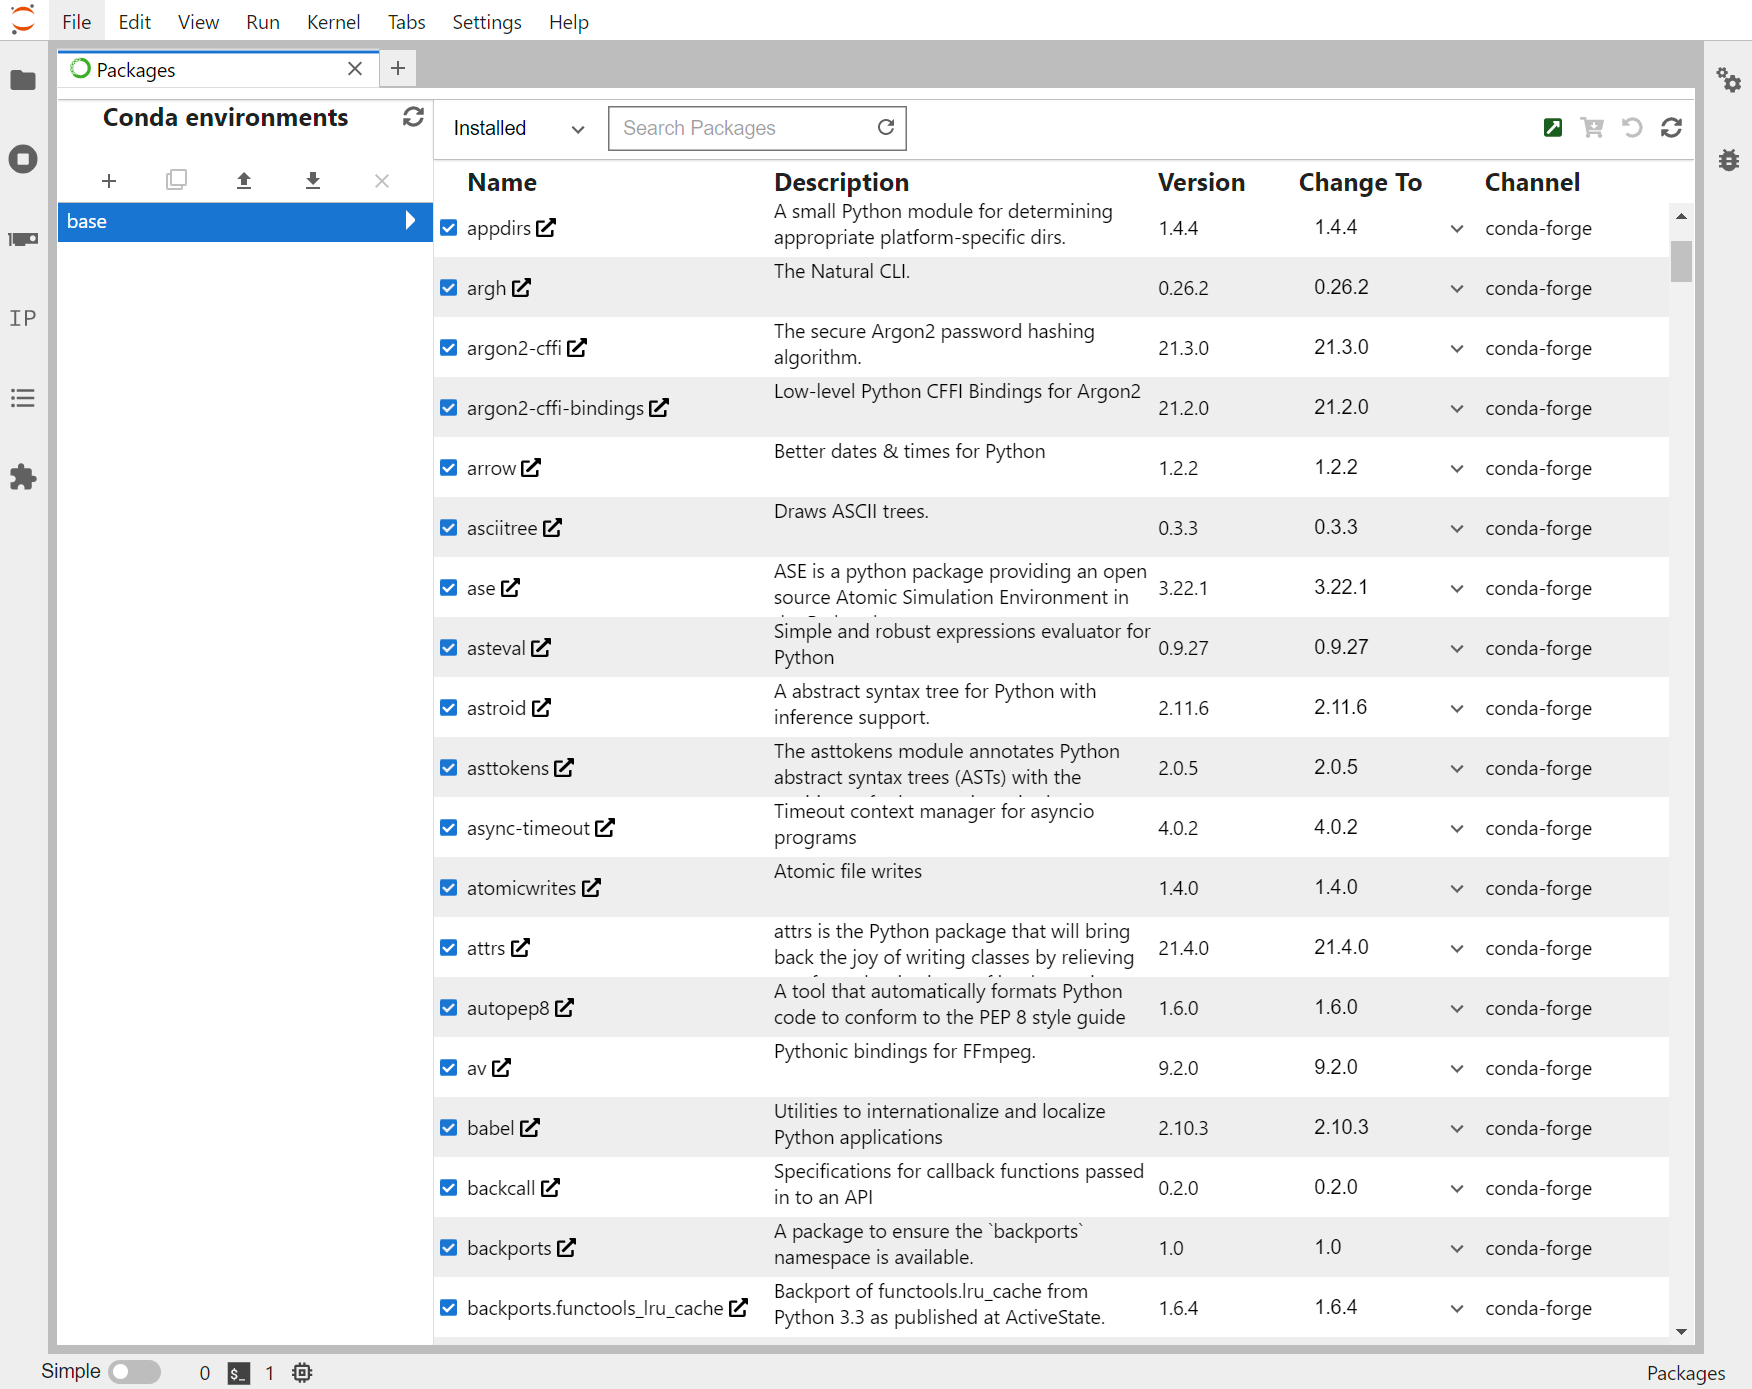 File Edit View Run Kernel Tabs Settings Help
Packages
Conda environments
Installed
Search Packages
base
Name Description Version Change To Channel
appdirs A small Python module for determining appropriate platform-specific dirs. 1.4.4 1.4.4 conda-forge
argh The Natural CLI. 0.26.2 0.26.2 conda-forge
argon2-cffi The secure Argon2 password hashing algorithm. 21.3.0 21.3.0 conda-forge
argon2-cffi-bindings Low-level Python CFFI Bindings for Argon2 21.2.0 21.2.0 conda-forge
arrow Better dates & times for Python 1.2.2 1.2.2 conda-forge
asciitree Draws ASCII trees. 0.3.3 0.3.3 conda-forge
ase ASE is a python package providing an open source Atomic Simulation Environment in 3.22.1 3.22.1 conda-forge
asteval Simple and robust expressions evaluator for Python 0.9.27 0.9.27 conda-forge
astroid A abstract syntax tree for Python with inference support. 2.11.6 2.11.6 conda-forge
asttokens The asttokens module annotates Python abstract syntax trees (ASTs) with the 2.0.5 2.0.5 conda-forge
async-timeout Timeout context manager for asyncio programs 4.0.2 4.0.2 conda-forge
atomicwrites Atomic file writes 1.4.0 1.4.0 conda-forge
attrs attrs is the Python package that will bring back the joy of writing classes by relieving 21.4.0 21.4.0 conda-forge
autopep8 A tool that automatically formats Python code to conform to the PEP 8 style guide 1.6.0 1.6.0 conda-forge
av Pythonic bindings for FFmpeg. 9.2.0 9.2.0 conda-forge
babel Utilities to internationalize and localize Python applications 2.10.3 2.10.3 conda-forge
backcall Specifications for callback functions passed in to an API 0.2.0 0.2.0 conda-forge
backports A package to ensure the `backports` namespace is available. 1.0 1.0 conda-forge
backports.functools_lru_cache Backport of functools.lru_cache from Python 3.3 as published at ActiveState. 1.6.4 1.6.4 conda-forge
IP
Simple 0 $_ 1 Packages